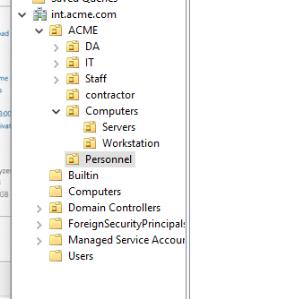 Saved Queries
int.acme.com
ACME
DA
IT
Staff
contractor
Computers
Servers
Workstation
Personnel
Builtin
Computers
Domain Controllers
ForeignSecurityPrincipals
Managed Service Accour
Users